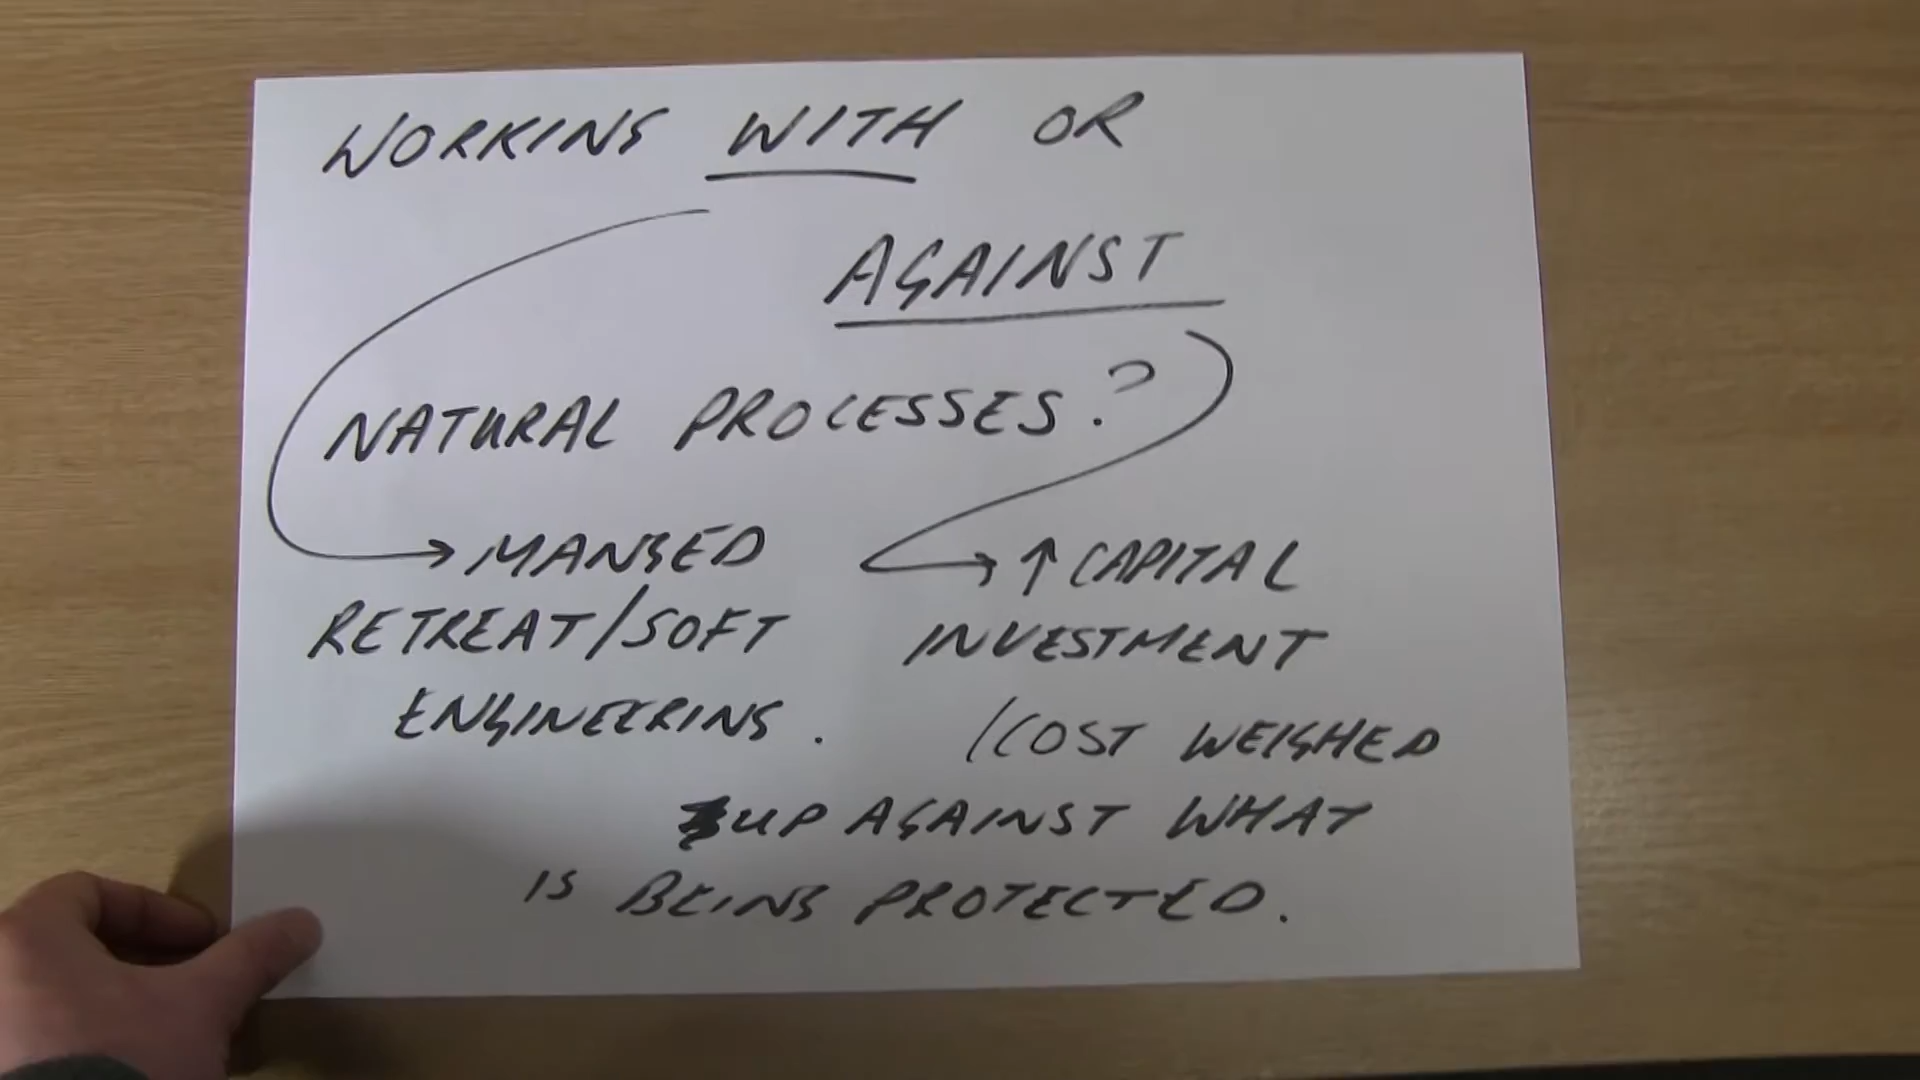 WORKING WITH OR
AGAINST
NATURAL PROCESSES?
→ MANGED
RETREAT/SOFT
ENGINEERING.
→ ↑ CAPITAL
INVESTMENT
/COST WEIGHED
UP AGAINST WHAT
IS BEING PROTECTED.